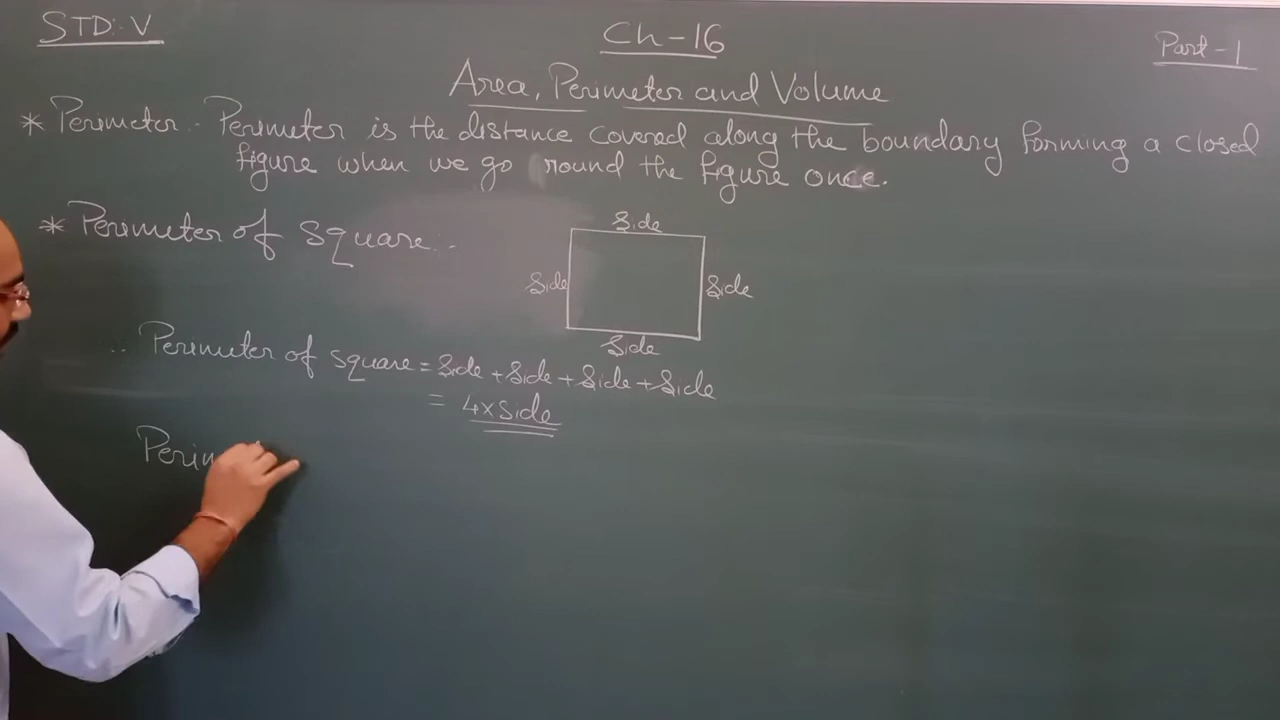 STD:- V
Ch-16
Part-1
Area, Perimeter and Volume
* Perimeter:- Perimeter is the distance covered along the boundary forming a closed
figure when we go round the figure once.
* Perimeter of square:-
Side
Side
Side
Side
∴ Perimeter of square = Side + Side + Side + Side
= 4×Side
Perim